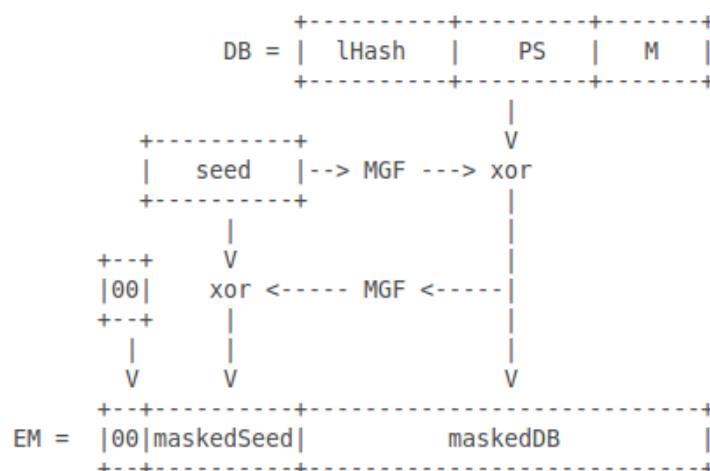 +----------+---------+-------+
                   DB = |  lHash   |    PS   |   M   |
                        +----------+---------+-------+
                                       |
            +----------+               V
            |   seed   |--> MGF ---> xor
            +----------+               |
                  |                    |
         +--+     V                    |
         |00|    xor <----- MGF <-----|
         +--+     |                    |
           |      |                    |
           V      V                    V
         +--+----------+--------------------------+
   EM =  |00|maskedSeed|         maskedDB         |
         +--+----------+--------------------------+